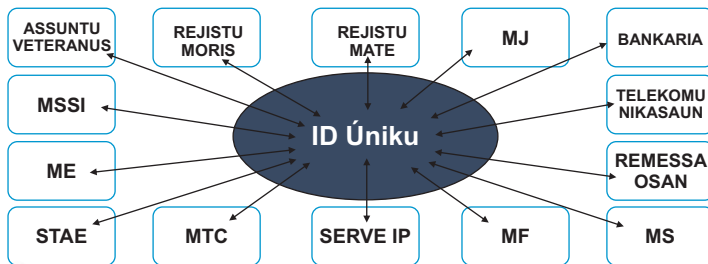 ASSUNTU
VETERANUS
REJISTU
MORIS
REJISTU
MATE
MJ
BANKARIA
MSSI
ID Úniku
TELEKOMU
NIKASAUN
ME
REMESSA
OSAN
STAE
MTC
SERVE IP
MF
MS